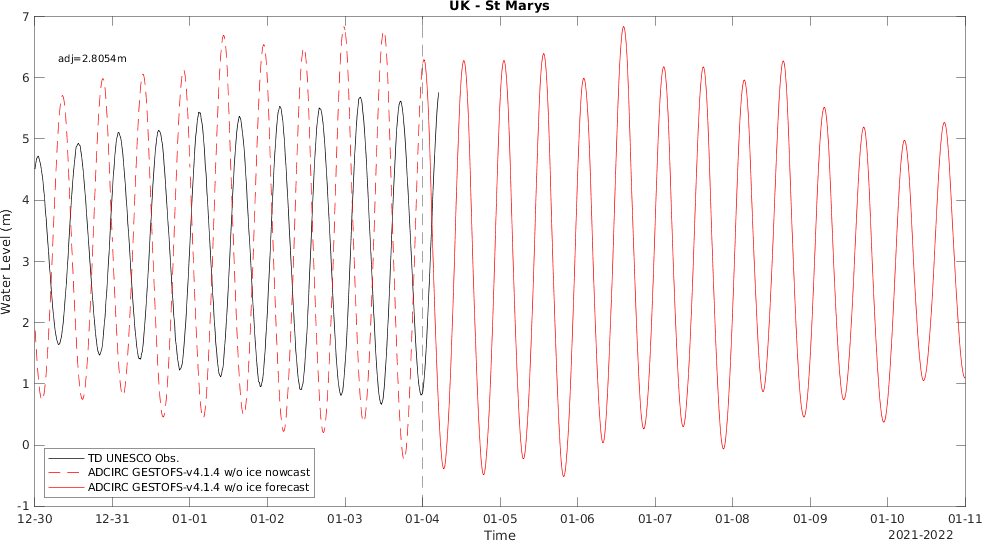 UK - St Marys
adj=2.8054m
7
6
5
4
3
2
1
0
-1
Water Level (m)
TD UNESCO Obs.
ADCIRC GESTOFS-v4.1.4 w/o ice nowcast
ADCIRC GESTOFS-v4.1.4 w/o ice forecast
12-30 12-31 01-01 01-02 01-03 01-04 01-05 01-06 01-07 01-08 01-09 01-10 01-11
Time
2021-2022